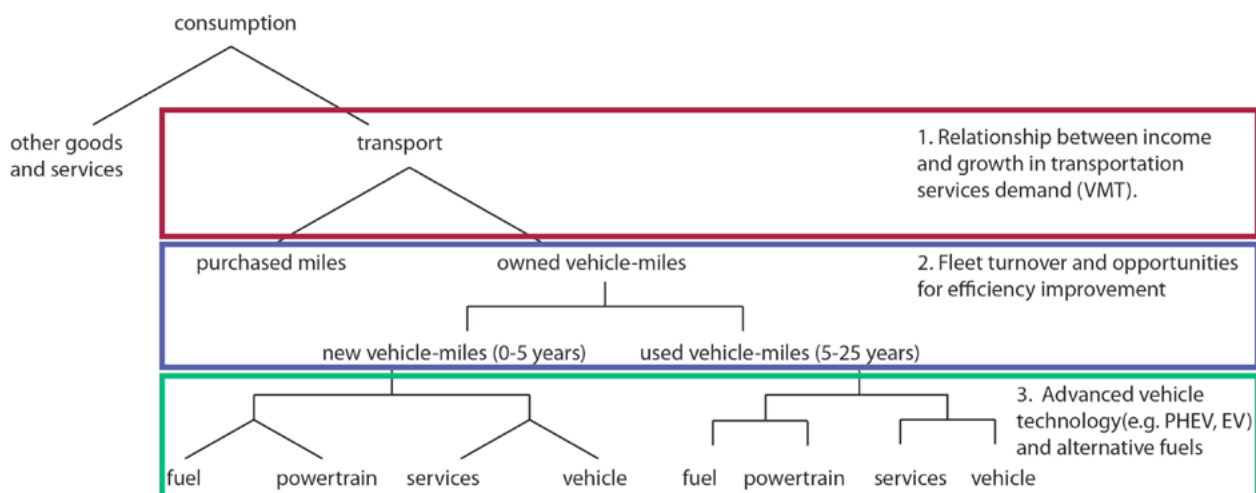 consumption
other goods
and services
transport
1. Relationship between income
and growth in transportation
services demand (VMT).
purchased miles
owned vehicle-miles
2. Fleet turnover and opportunities
for efficiency improvement
new vehicle-miles (0-5 years)
used vehicle-miles (5-25 years)
3. Advanced vehicle
technology(e.g. PHEV, EV)
and alternative fuels
fuel
powertrain
services
vehicle
fuel
powertrain
services
vehicle